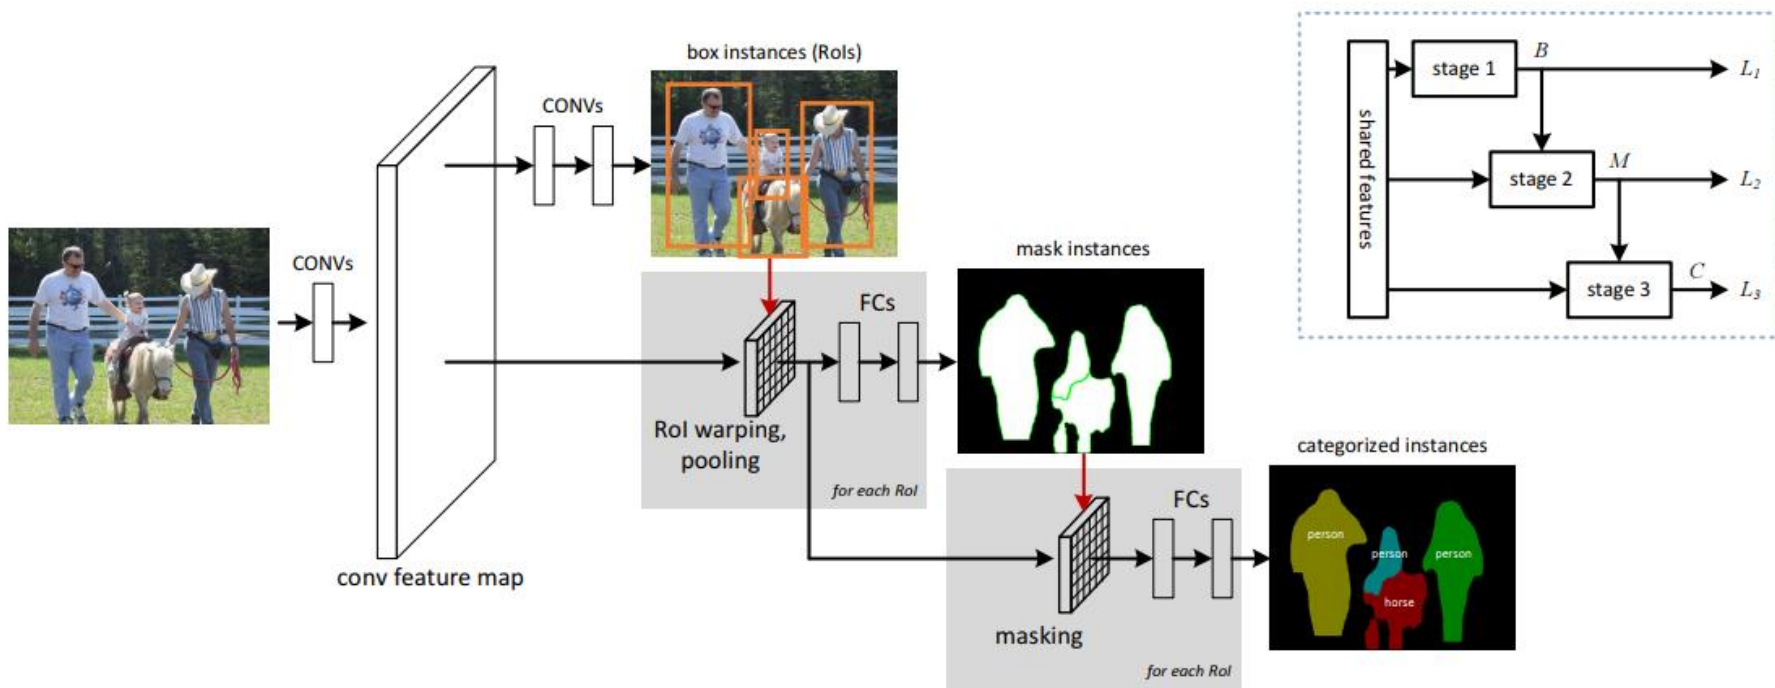 CONVs
conv feature map
CONVs
box instances (RoIs)
RoI warping,
pooling
FCs
for each RoI
mask instances
masking
FCs
for each RoI
categorized instances
person
person
person
horse
shared features
stage 1
B
L1
stage 2
M
L2
stage 3
C
L3